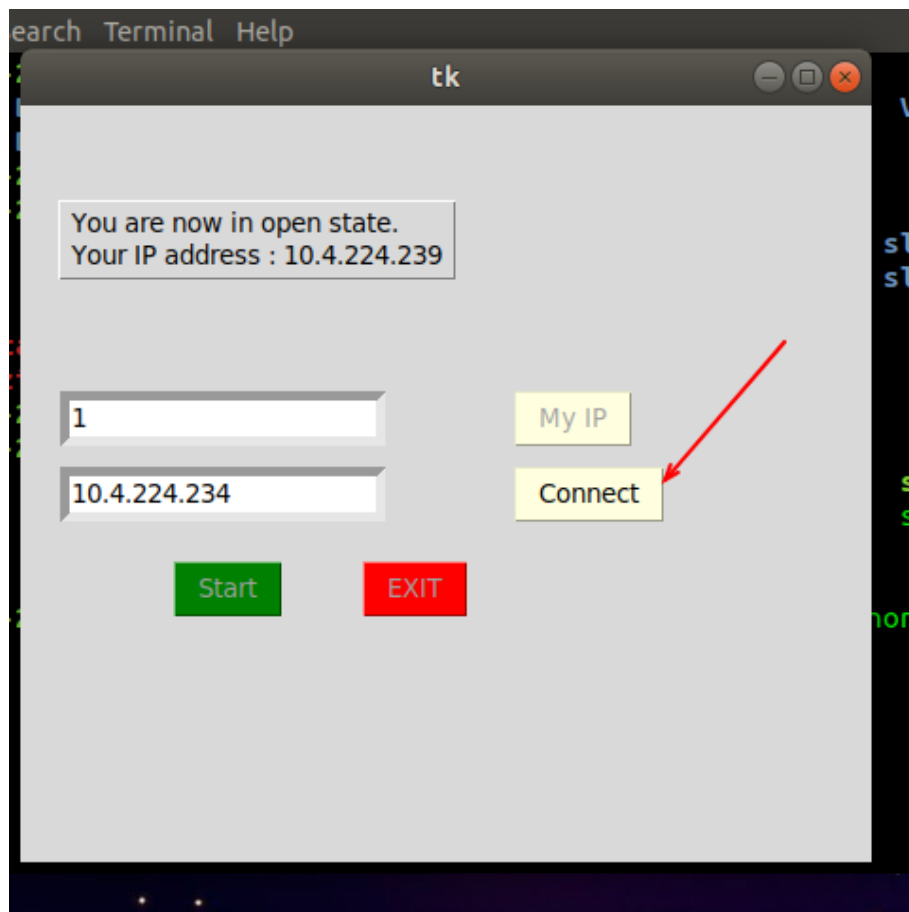 Terminal Help
tk
You are now in open state.
Your IP address : 10.4.224.239
1
My IP
10.4.224.234
Connect
Start
EXIT